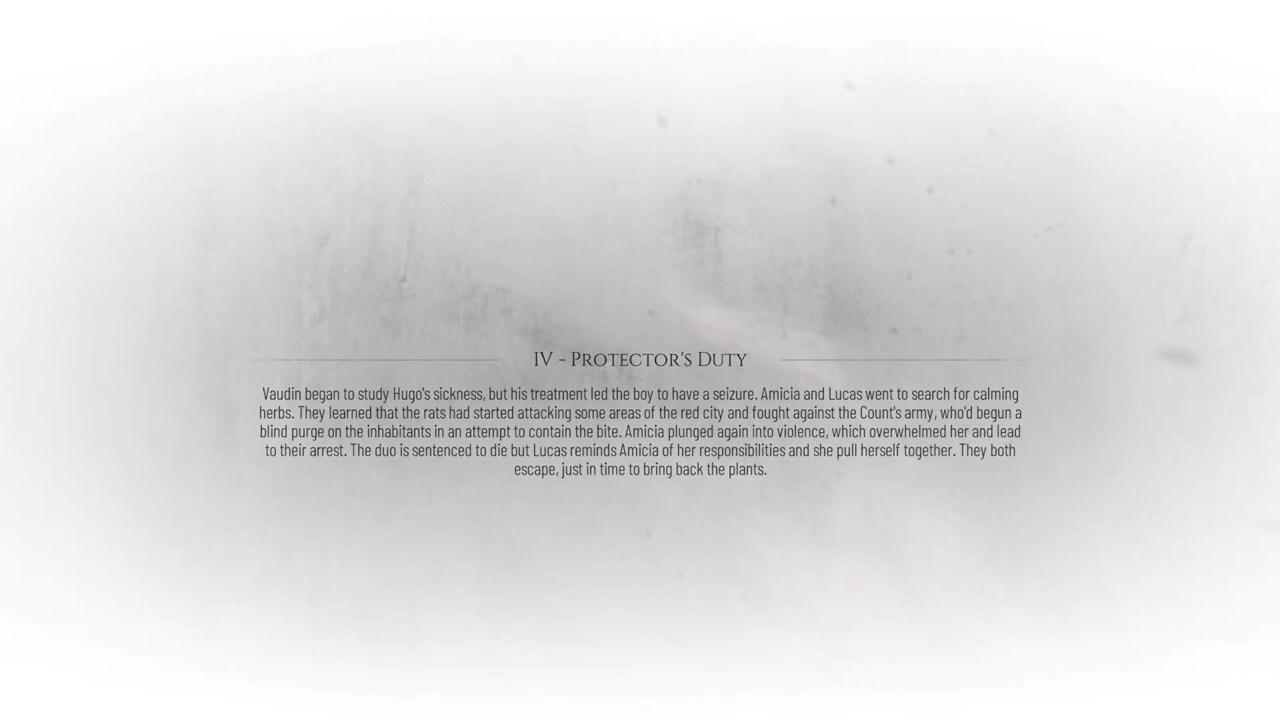 IV - Protector's Duty
Vaudin began to study Hugo's sickness, but his treatment led the boy to have a seizure. Amicia and Lucas went to search for calming
herbs. They learned that the rats had started attacking some areas of the red city and fought against the Count's army, who'd begun a
blind purge on the inhabitants in an attempt to contain the bite. Amicia plunged again into violence, which overwhelmed her and lead
to their arrest. The duo is sentenced to die but Lucas reminds Amicia of her responsibilities and she pull herself together. They both
escape, just in time to bring back the plants.